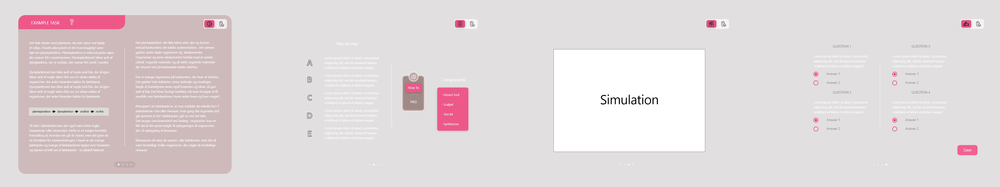 EXAMPLE TASK
Det hele starter med planterne, der kan vokse ved hjælp
af sollys. I havets økosystem vil der hovedsageligt være
tale om planteplankton. Planteplankton er mikroskopiske alger,
der svæver frit i vandmasserne. Planteplanktonet bliver ædt af
dyreplankton, der er smådyr, der svæver frit rundt I vandet.
Dyreplanktonet kan blive ædt af nogle små fisk, der så igen
bliver ædt af nogle større fisk osv. En sådan række af
organismer, der æder hinanden kaldes En fødekæde.
Dyreplanktonet kan blive ædt af nogle små fisk, der så igen
bliver ædt af nogle større fisk osv. En sådan række af
organismer, der æder hinanden kaldes En fødekæde.
planteplankton dyreplankton småfisk rovfisk
Til sidst i fødekæden kan der også være enten fugle,
havpattedyr eller mennesker. Dette er en meget forenklet
fremstilling af, hvordan det går til i havet, men det giver en
vis forståelse for sammenhængen. I havet er der mange
ødekæder og mange af fødekæderne lapper over hinanden
og danner et helt net af fødekæder - et såkaldt fødenet.
Det planteplankton, der ikke bliver ædt, dør og drysser
ned på havbunden; det kaldes sedimentation. Det samme
gælder andre døde organismer og ekskrementer.
Organismer og deres ekskementer hedder med et samlet
udtryk 'organisk materiale, og alt dette organiske materiale
der drysser ned på havbunden kaldes detritus.
Der er mange organismer på havbunden, der lever af detritus.
Det gælder f.eks bakterier, orme, krebsdyr og muslinger.
Nogle af bunddyrene æder også hinanden og bliver så igen
ædt af fisk. Det bliver hurtigt indviklet, når man forsøger at få
overblik over fødekæderne. Hvem æder hvem og hvor meget?
Princippet i en fødekæde er, at man inddeler de enkelte led i f
ødekæderne i trin eller niveauer. Hver gang det organiske stof
går gennem et led i fødekæden, går en stor del tabt.
Det bruges som brændstof ved ånding - respiration. Kun en
lille del af det spiste indgår til opbygningen af organismen,
dvs. til opbygning af biomasse.
Niveauerne vil være de samme i alle fødekæder, men det vil
være forskelligt, hvilke organismer, der udgør de forskellige
niveauer.
Step by step
A
Lorem ipsum dolor sit amet, consectetur
adipiscing elit, sed do eiusmod tempor
ncididunt ut labore et dolore magna.
B
Lorem ipsum dolor sit amet, consectetur
adipiscing elit, sed do eiusmod tempor
ncididunt ut labore et dolore magna.
C
Lorem ipsum dolor sit amet, consectetur
adipiscing elit, sed do eiusmod tempor
ncididunt ut labore et dolore magna.
D
Lorem ipsum dolor sit amet, consectetur
adipiscing elit, sed do eiusmod tempor
ncididunt ut labore et dolore magna.
E
Lorem ipsum dolor sit amet, consectetur
adipiscing elit, sed do eiusmod tempor
ncididunt ut labore et dolore magna.
How To
FAQ
Components
- Dissect tool
- Scalpel
- Test kit
- Synthasizer
Simulation
QUESTION 1
Lorem ipsum dolor sit amet, consectetur
adipiscing elit, sed do eiusmod tempor
ncididunt ut labore et dolore magna?
Answer 1
Answer 2
QUESTION 2
Lorem ipsum dolor sit amet, consectetur
adipiscing elit, sed do eiusmod tempor
ncididunt ut labore et dolore magna?
Answer 1
Answer 2
QUESTION 3
Lorem ipsum dolor sit amet, consectetur
adipiscing elit, sed do eiusmod tempor
ncididunt ut labore et dolore magna?
Answer 1
Answer 2
QUESTION 4
Lorem ipsum dolor sit amet, consectetur
adipiscing elit, sed do eiusmod tempor
ncididunt ut labore et dolore magna?
Answer 1
Answer 2
Save